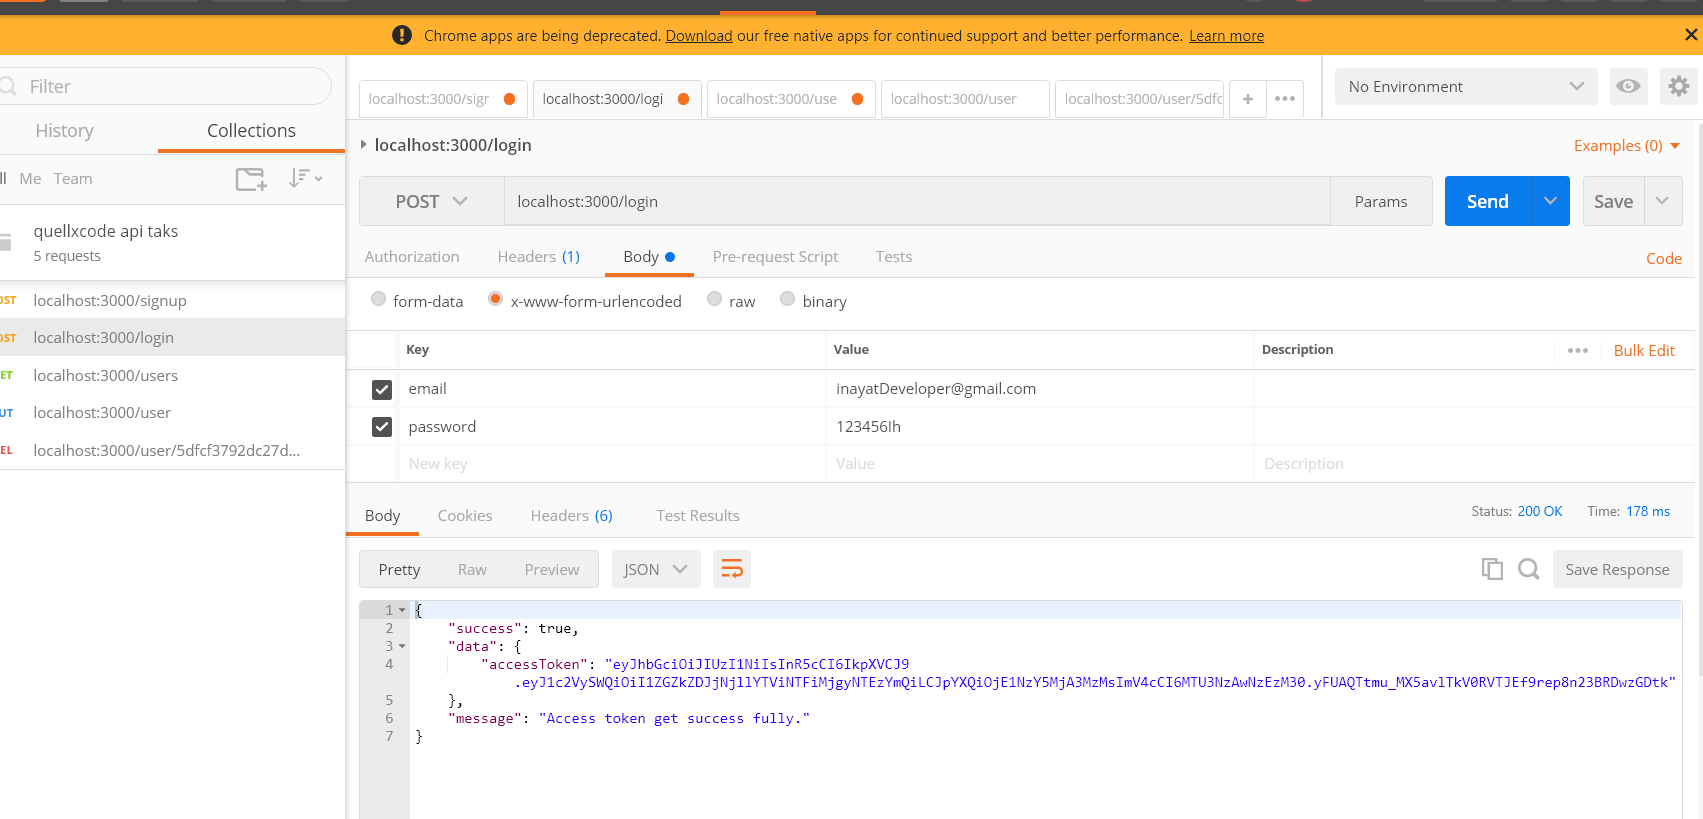 Chrome apps are being deprecated. Download our free native apps for continued support and better performance. Learn more
Filter
History Collections
Me Team
quellxcode api taks
5 requests
localhost:3000/signup
localhost:3000/login
localhost:3000/users
localhost:3000/user
localhost:3000/user/5dfcf3792dc27d...
localhost:3000/sigr localhost:3000/logi localhost:3000/use localhost:3000/user localhost:3000/user/5dfc + •••
No Environment
localhost:3000/login
Examples (0)
POST localhost:3000/login Params Send Save
Authorization Headers (1) Body Pre-request Script Tests Code
form-data x-www-form-urlencoded raw binary
Key Value Description ••• Bulk Edit
email inayatDeveloper@gmail.com
password 123456Ih
New key Value Description
Body Cookies Headers (6) Test Results Status: 200 OK Time: 178 ms
Pretty Raw Preview JSON Save Response
1 {
2 "success": true,
3 "data": {
4 "accessToken": "eyJhbGciOiJIUzI1NiIsInR5cCI6IkpXVCJ9
.eyJ1c2VySWQiOiI1ZGZkZDJjNjllYTViNTFiMjgyNTEzYmQiLCJpYXQiOjE1NzY5MjA3MzMsImV4cCI6MTU3NzAwNzEzM30.yFUAQTtmu_MX5avlTkV0RVTJEf9rep8n23BRDwzGDtk"
5 },
6 "message": "Access token get success fully."
7 }